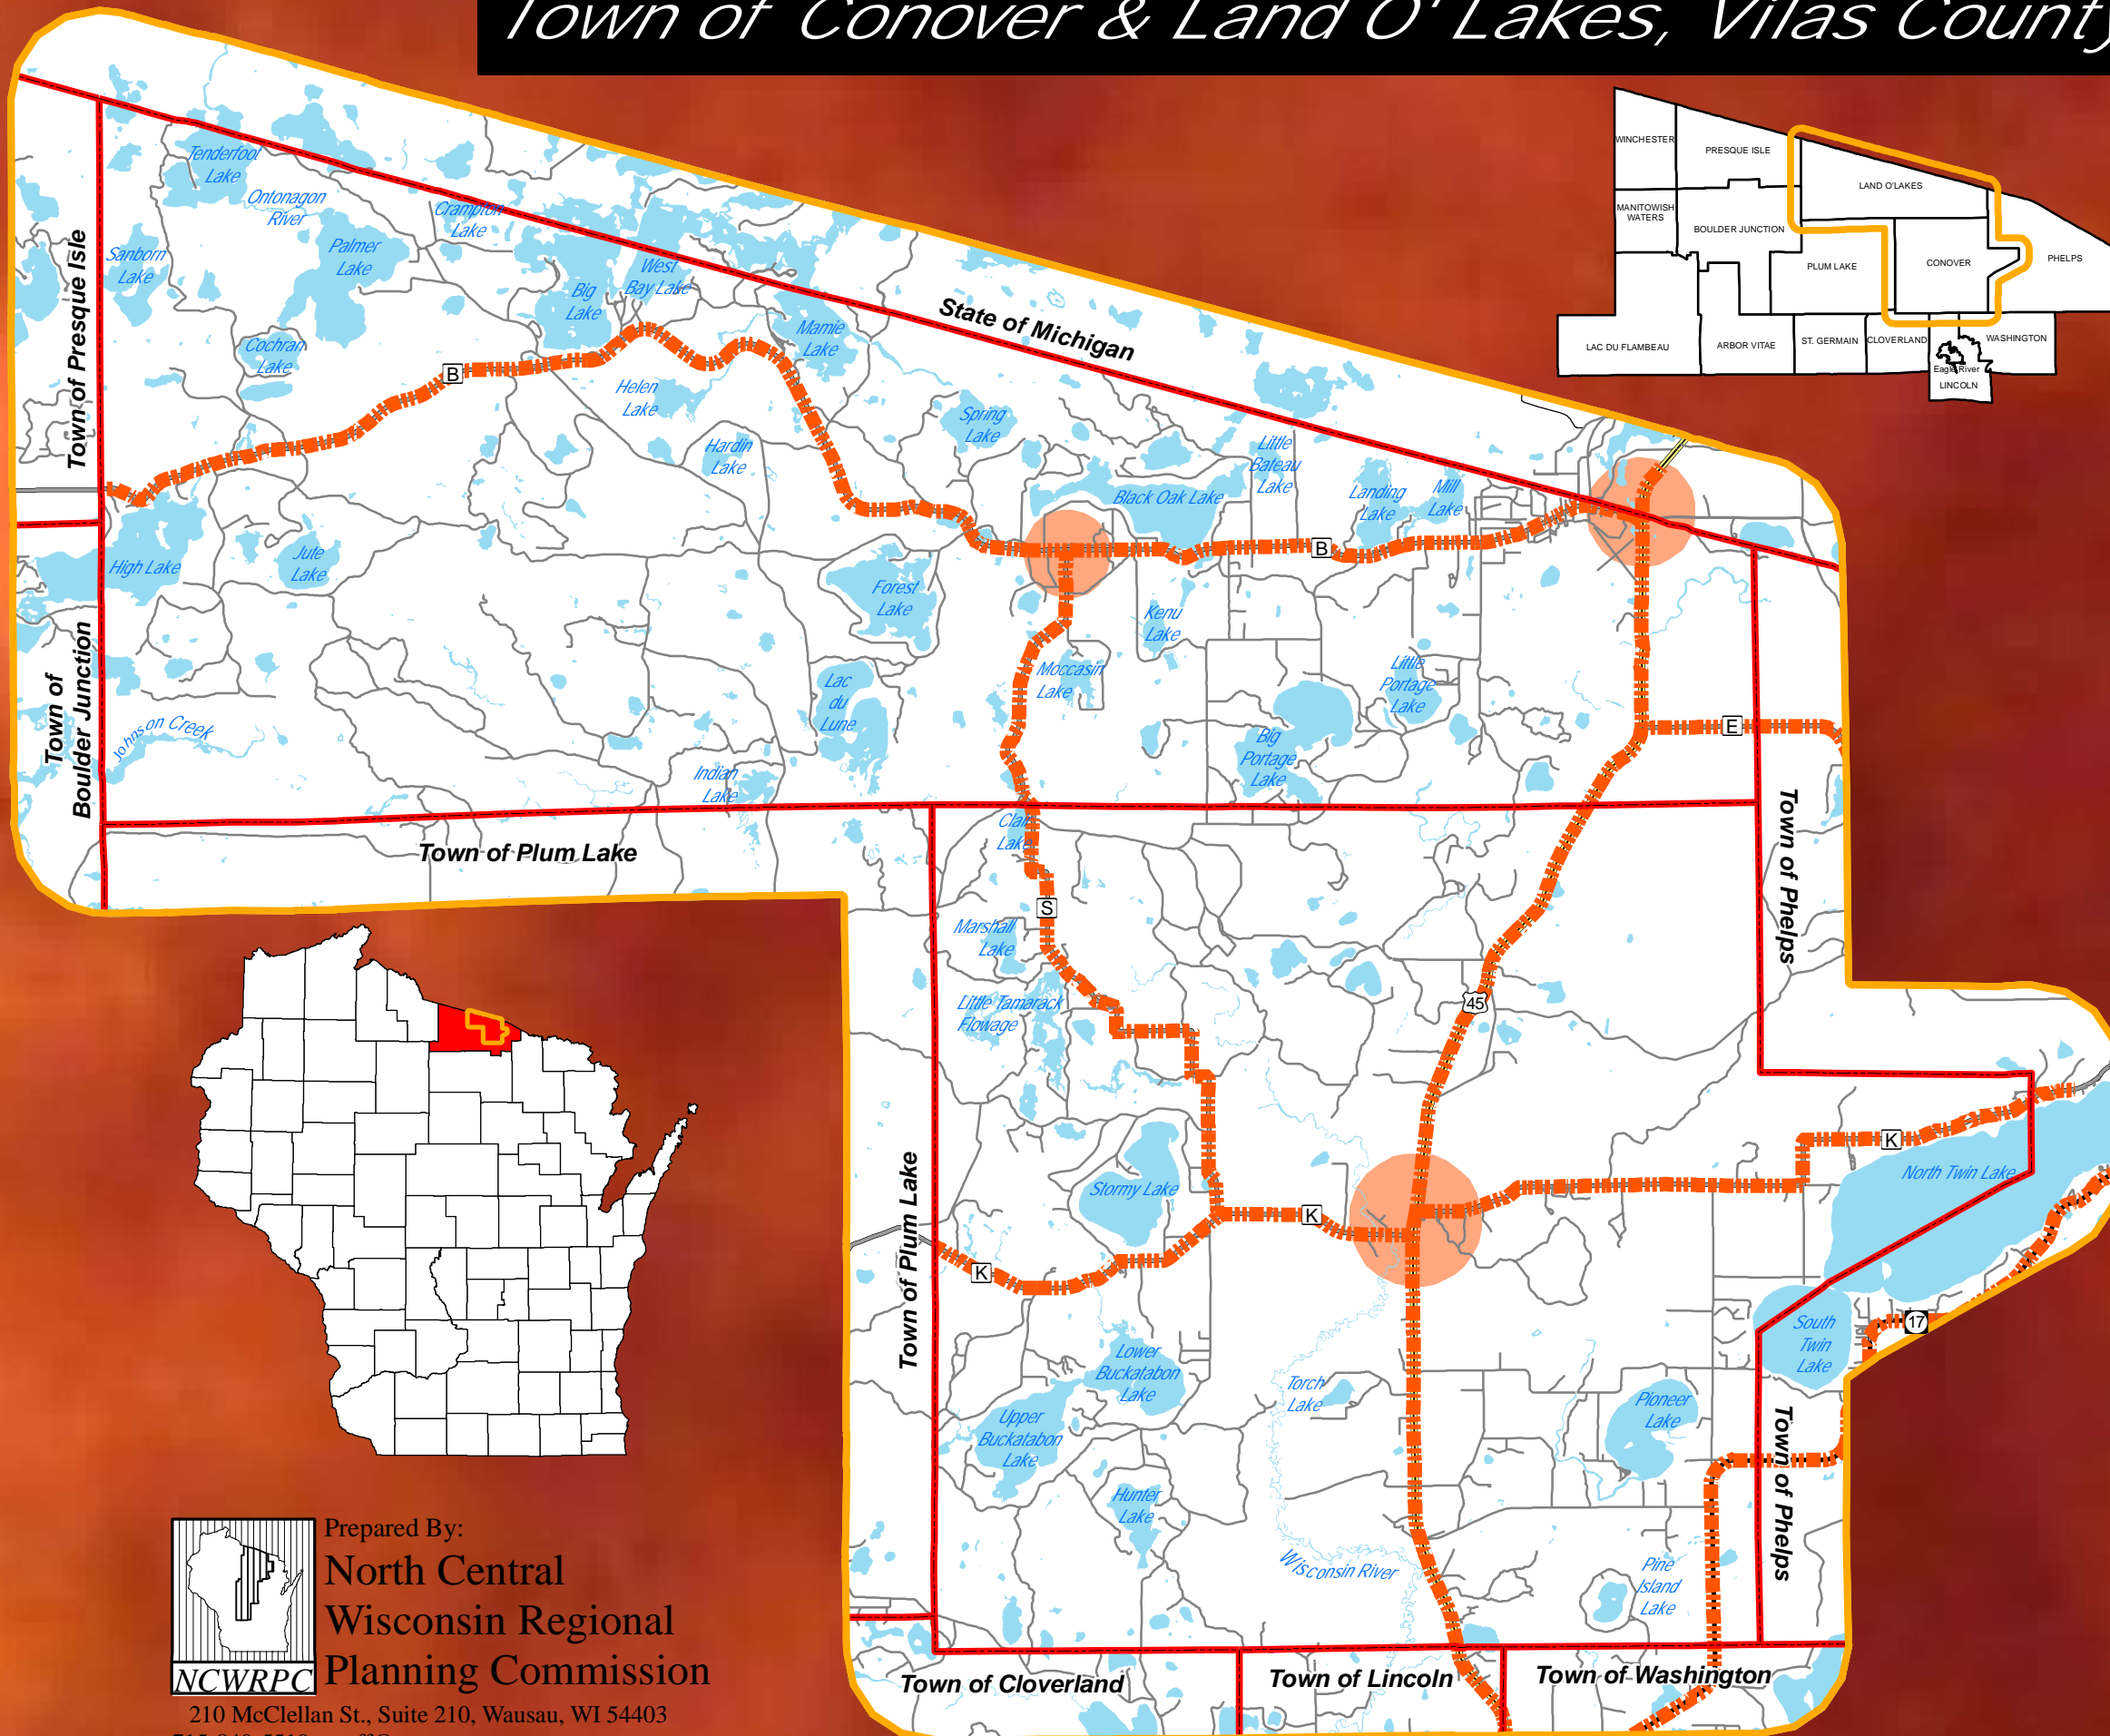 Town of Conover & Land O' Lakes, Vilas County
WINCHESTER
PRESQUE ISLE
LAND O'LAKES
MANITOWISH
WATERS
BOULDER JUNCTION
PLUM LAKE
CONOVER
PHELPS
LAC DU FLAMBEAU
ARBOR VITAE
ST. GERMAIN
CLOVERLAND
WASHINGTON
Eagle River
LINCOLN
Tenderfoot
Lake
Ontonagon
River
Crampton
Lake
Palmer
Lake
Sanborn
Lake
Town of Presque Isle
Big
Lake
West
Bay Lake
Mamie
Lake
State of Michigan
Cochran
Lake
B
Helen
Lake
Hardin
Lake
Spring
Lake
Little
Bateau
Lake
Black Oak Lake
Landing
Lake
Mill
Lake
B
High Lake
Jute
Lake
Forest
Lake
Kenu
Lake
Moccasin
Lake
Little
Portage
Lake
Lac
du
Lune
Big
Portage
Lake
E
Town of
Boulder Junction
Johnson Creek
Indian
Lake
Town of Plum Lake
Clair
Lake
Town of Phelps
S
Marshall
Lake
Little Tamarack
Flowage
45
K
North Twin Lake
Stormy Lake
K
Town of Plum Lake
K
17
South
Twin
Lake
Lower
Buckatabon
Lake
Torch
Lake
Pioneer
Lake
Upper
Buckatabon
Lake
Town of Phelps
Hunter
Lake
Wisconsin River
Pine
Island
Lake
Town of Cloverland
Town of Lincoln
Town of Washington
Prepared By:
North Central
Wisconsin Regional
Planning Commission
NCWRPC
210 McClellan St., Suite 210, Wausau, WI 54403